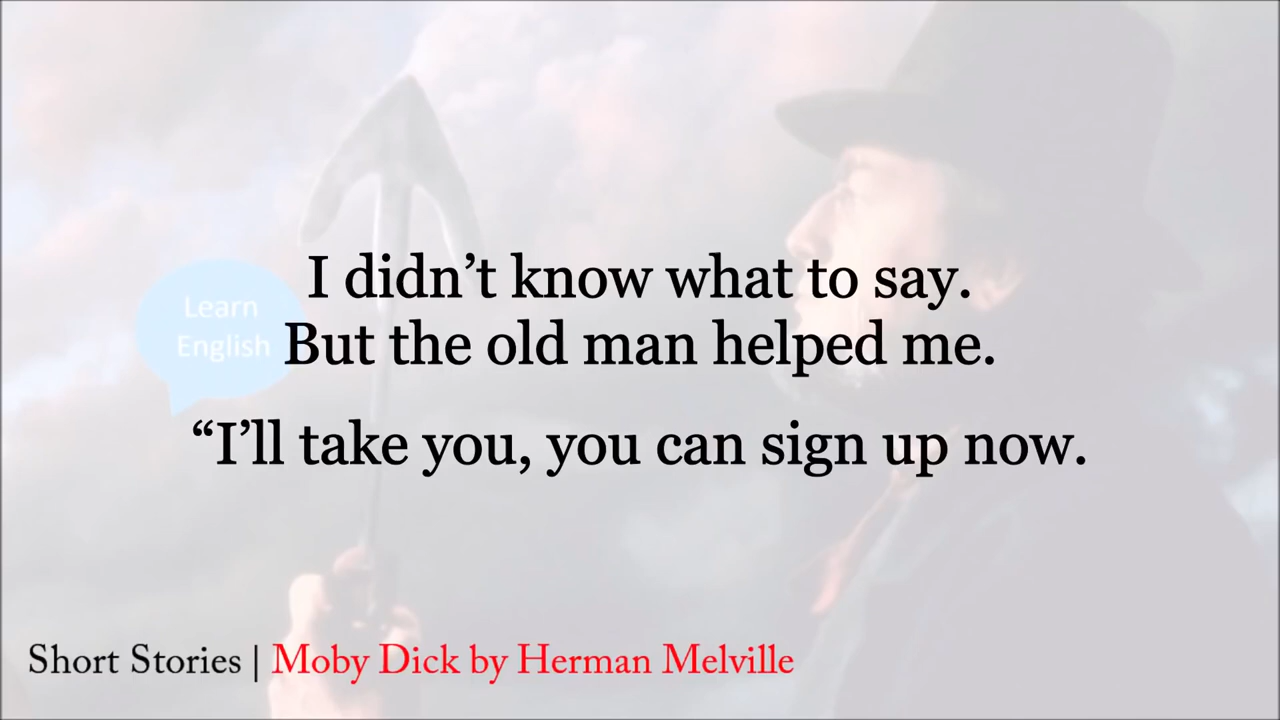 I didn’t know what to say.
Learn
English
But the old man helped me.
“I’ll take you, you can sign up now.
Short Stories | Moby Dick by Herman Melville